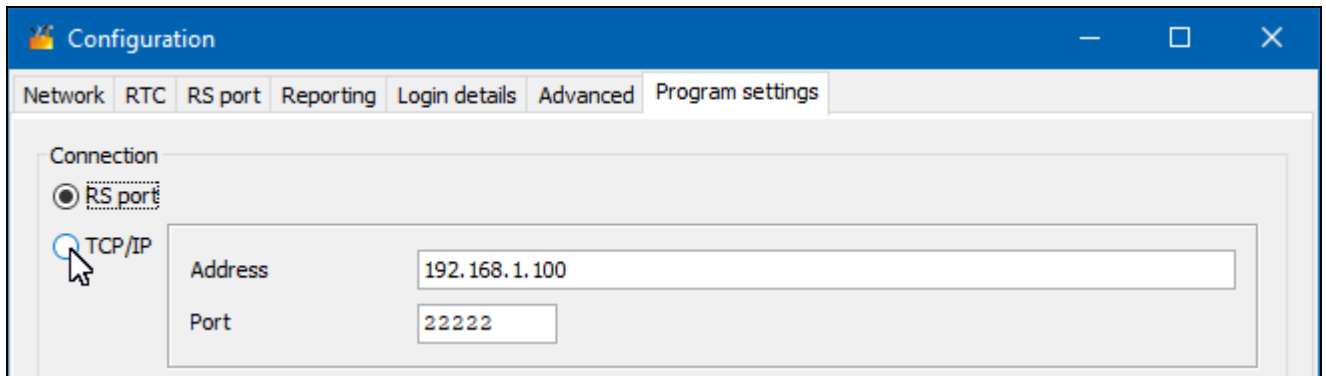 Configuration
Network RTC RS port Reporting Login details Advanced Program settings
Connection
RS port
TCP/IP
Address 192.168.1.100
Port 22222